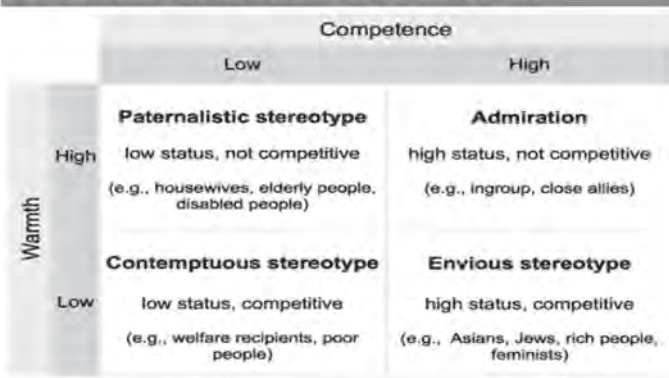 Competence
Low High
Paternalistic stereotype Admiration
High low status, not competitive high status, not competitive
(e.g., housewives, elderly people, (e.g., ingroup, close allies)
disabled people)
Warmth
Contemptuous stereotype Envious stereotype
Low low status, competitive high status, competitive
(e.g., welfare recipients, poor (e.g., Asians, Jews, rich people,
people) feminists)